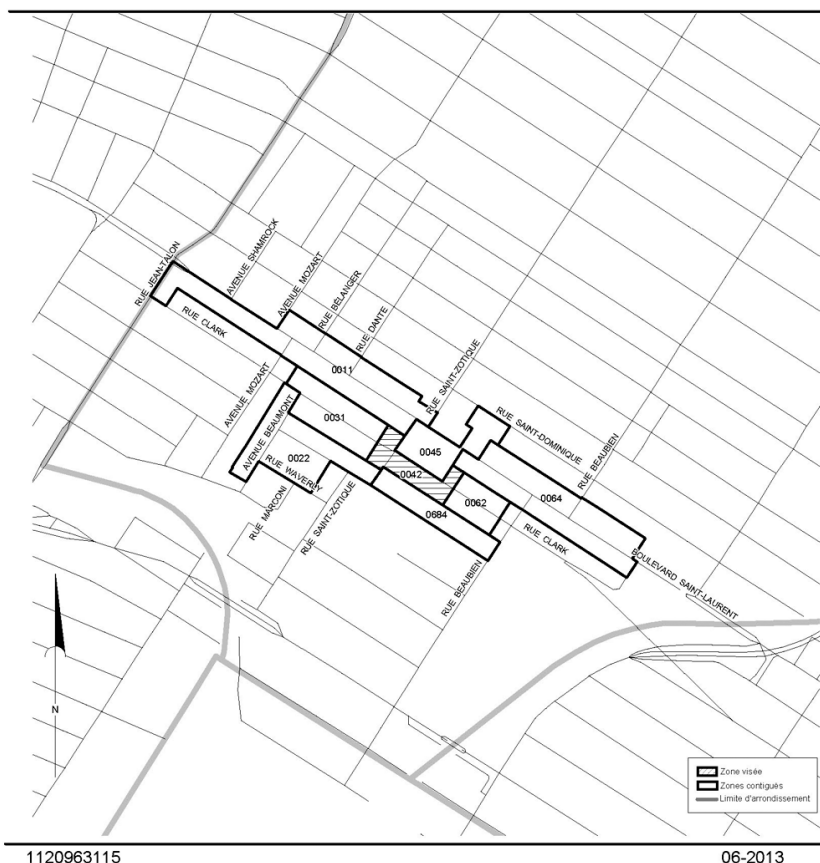 RUE JEAN-TALON
AVENUE SHAMROCK
AVENUE MOZART
RUE BÉLANGER
RUE DANTE
RUE CLARK
0011
RUE SAINT-ZOTIQUE
AVENUE MOZART
0031
AVENUE BEAUMONT
0045
RUE SAINT-DOMINIQUE
RUE BEAUBIEN
0022
RUE WAVERLY
0042
0064
0062
RUE MARCONI
RUE SAINT-ZOTIQUE
0684
RUE CLARK
BOULEVARD SAINT-LAURENT
RUE BEAUBIEN
N
Zone visée
Zones contiguës
Limite d'arrondissement
1120963115
06-2013